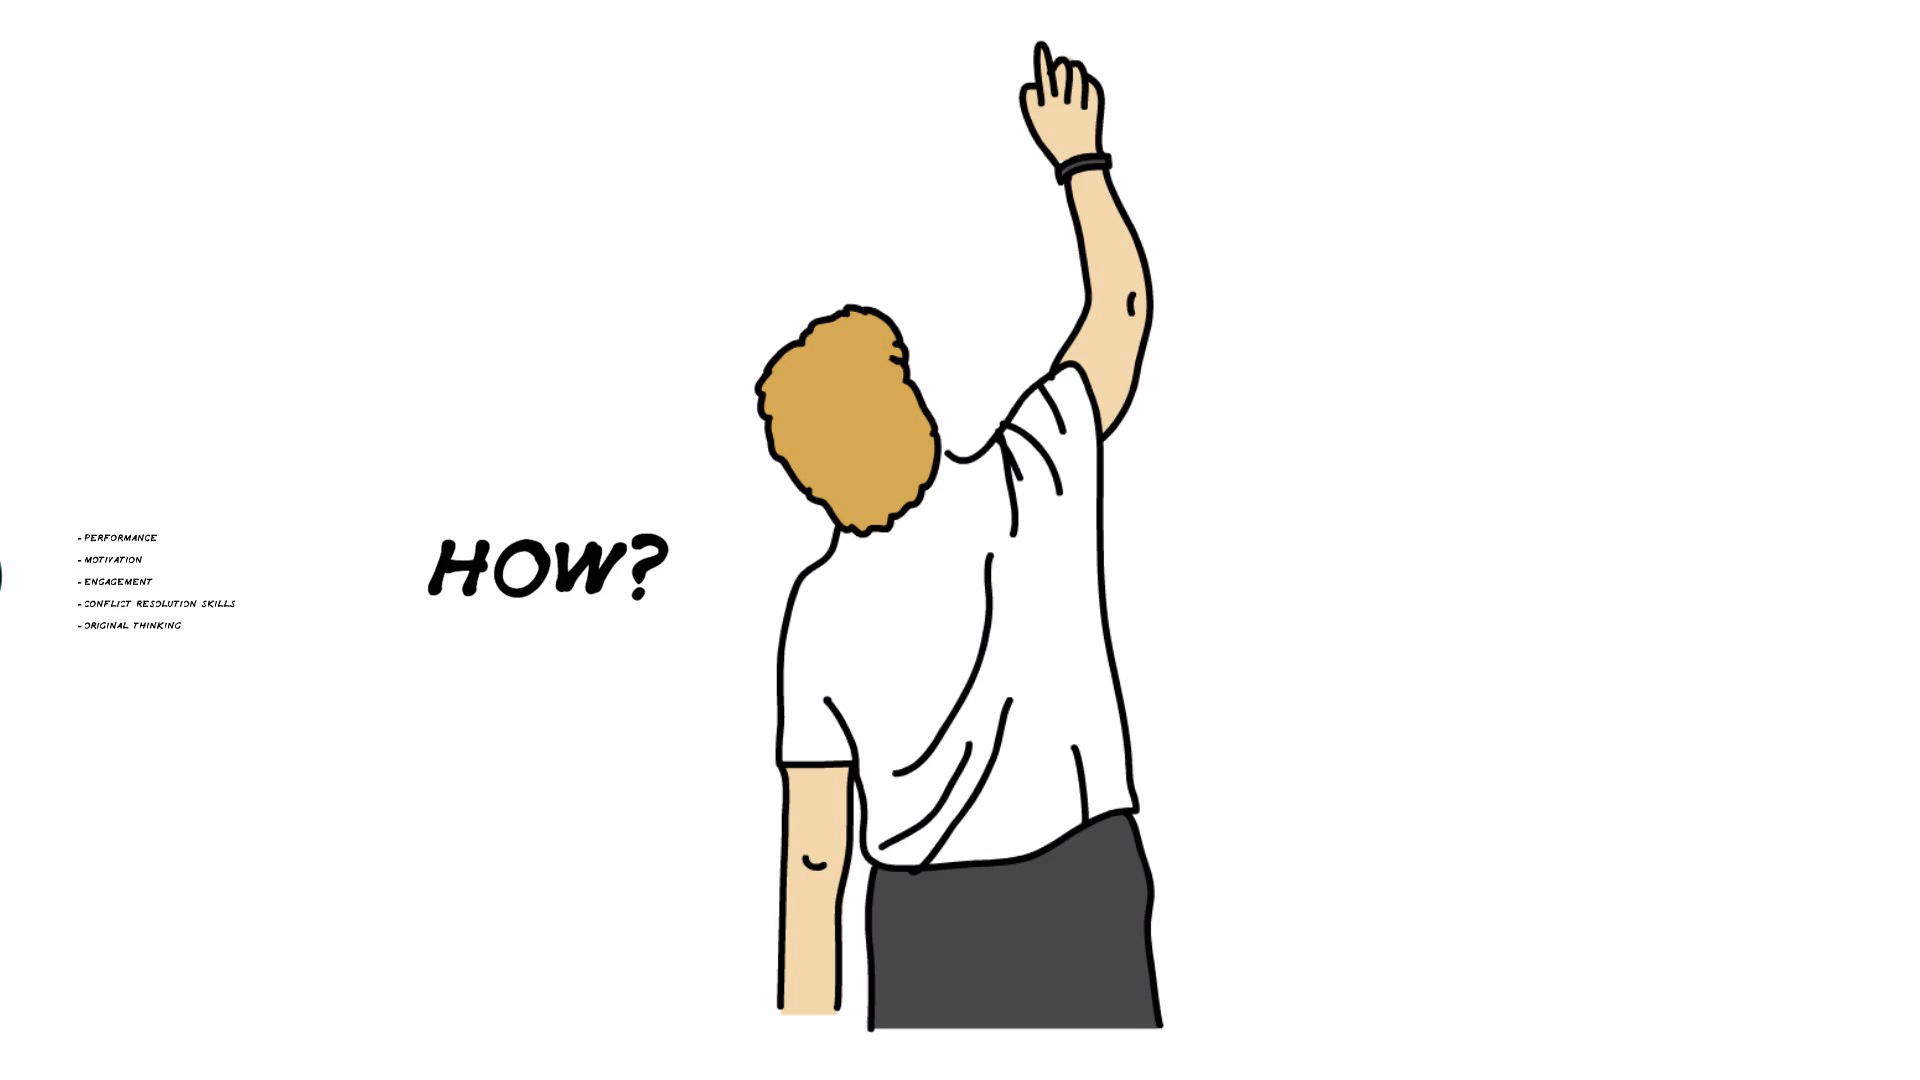 - PERFORMANCE
- MOTIVATION
- ENGAGEMENT
- CONFLICT RESOLUTION SKILLS
- ORIGINAL THINKING
HOW?